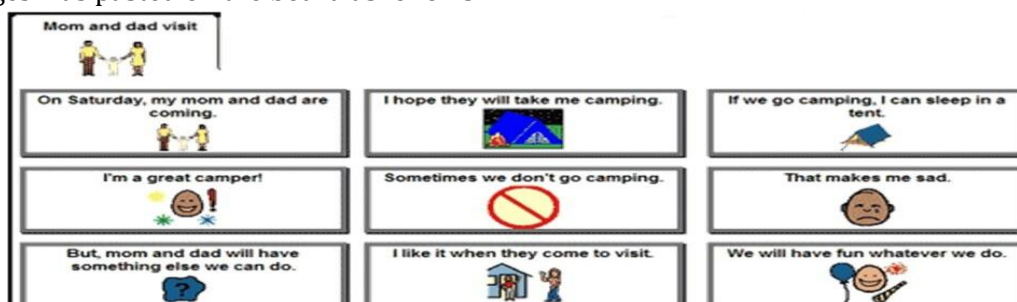 Mom and dad visit
On Saturday, my mom and dad are
coming.
I hope they will take me camping.
If we go camping, I can sleep in a
tent.
I'm a great camper!
Sometimes we don't go camping.
That makes me sad.
But, mom and dad will have
something else we can do.
?
I like it when they come to visit.
We will have fun whatever we do.